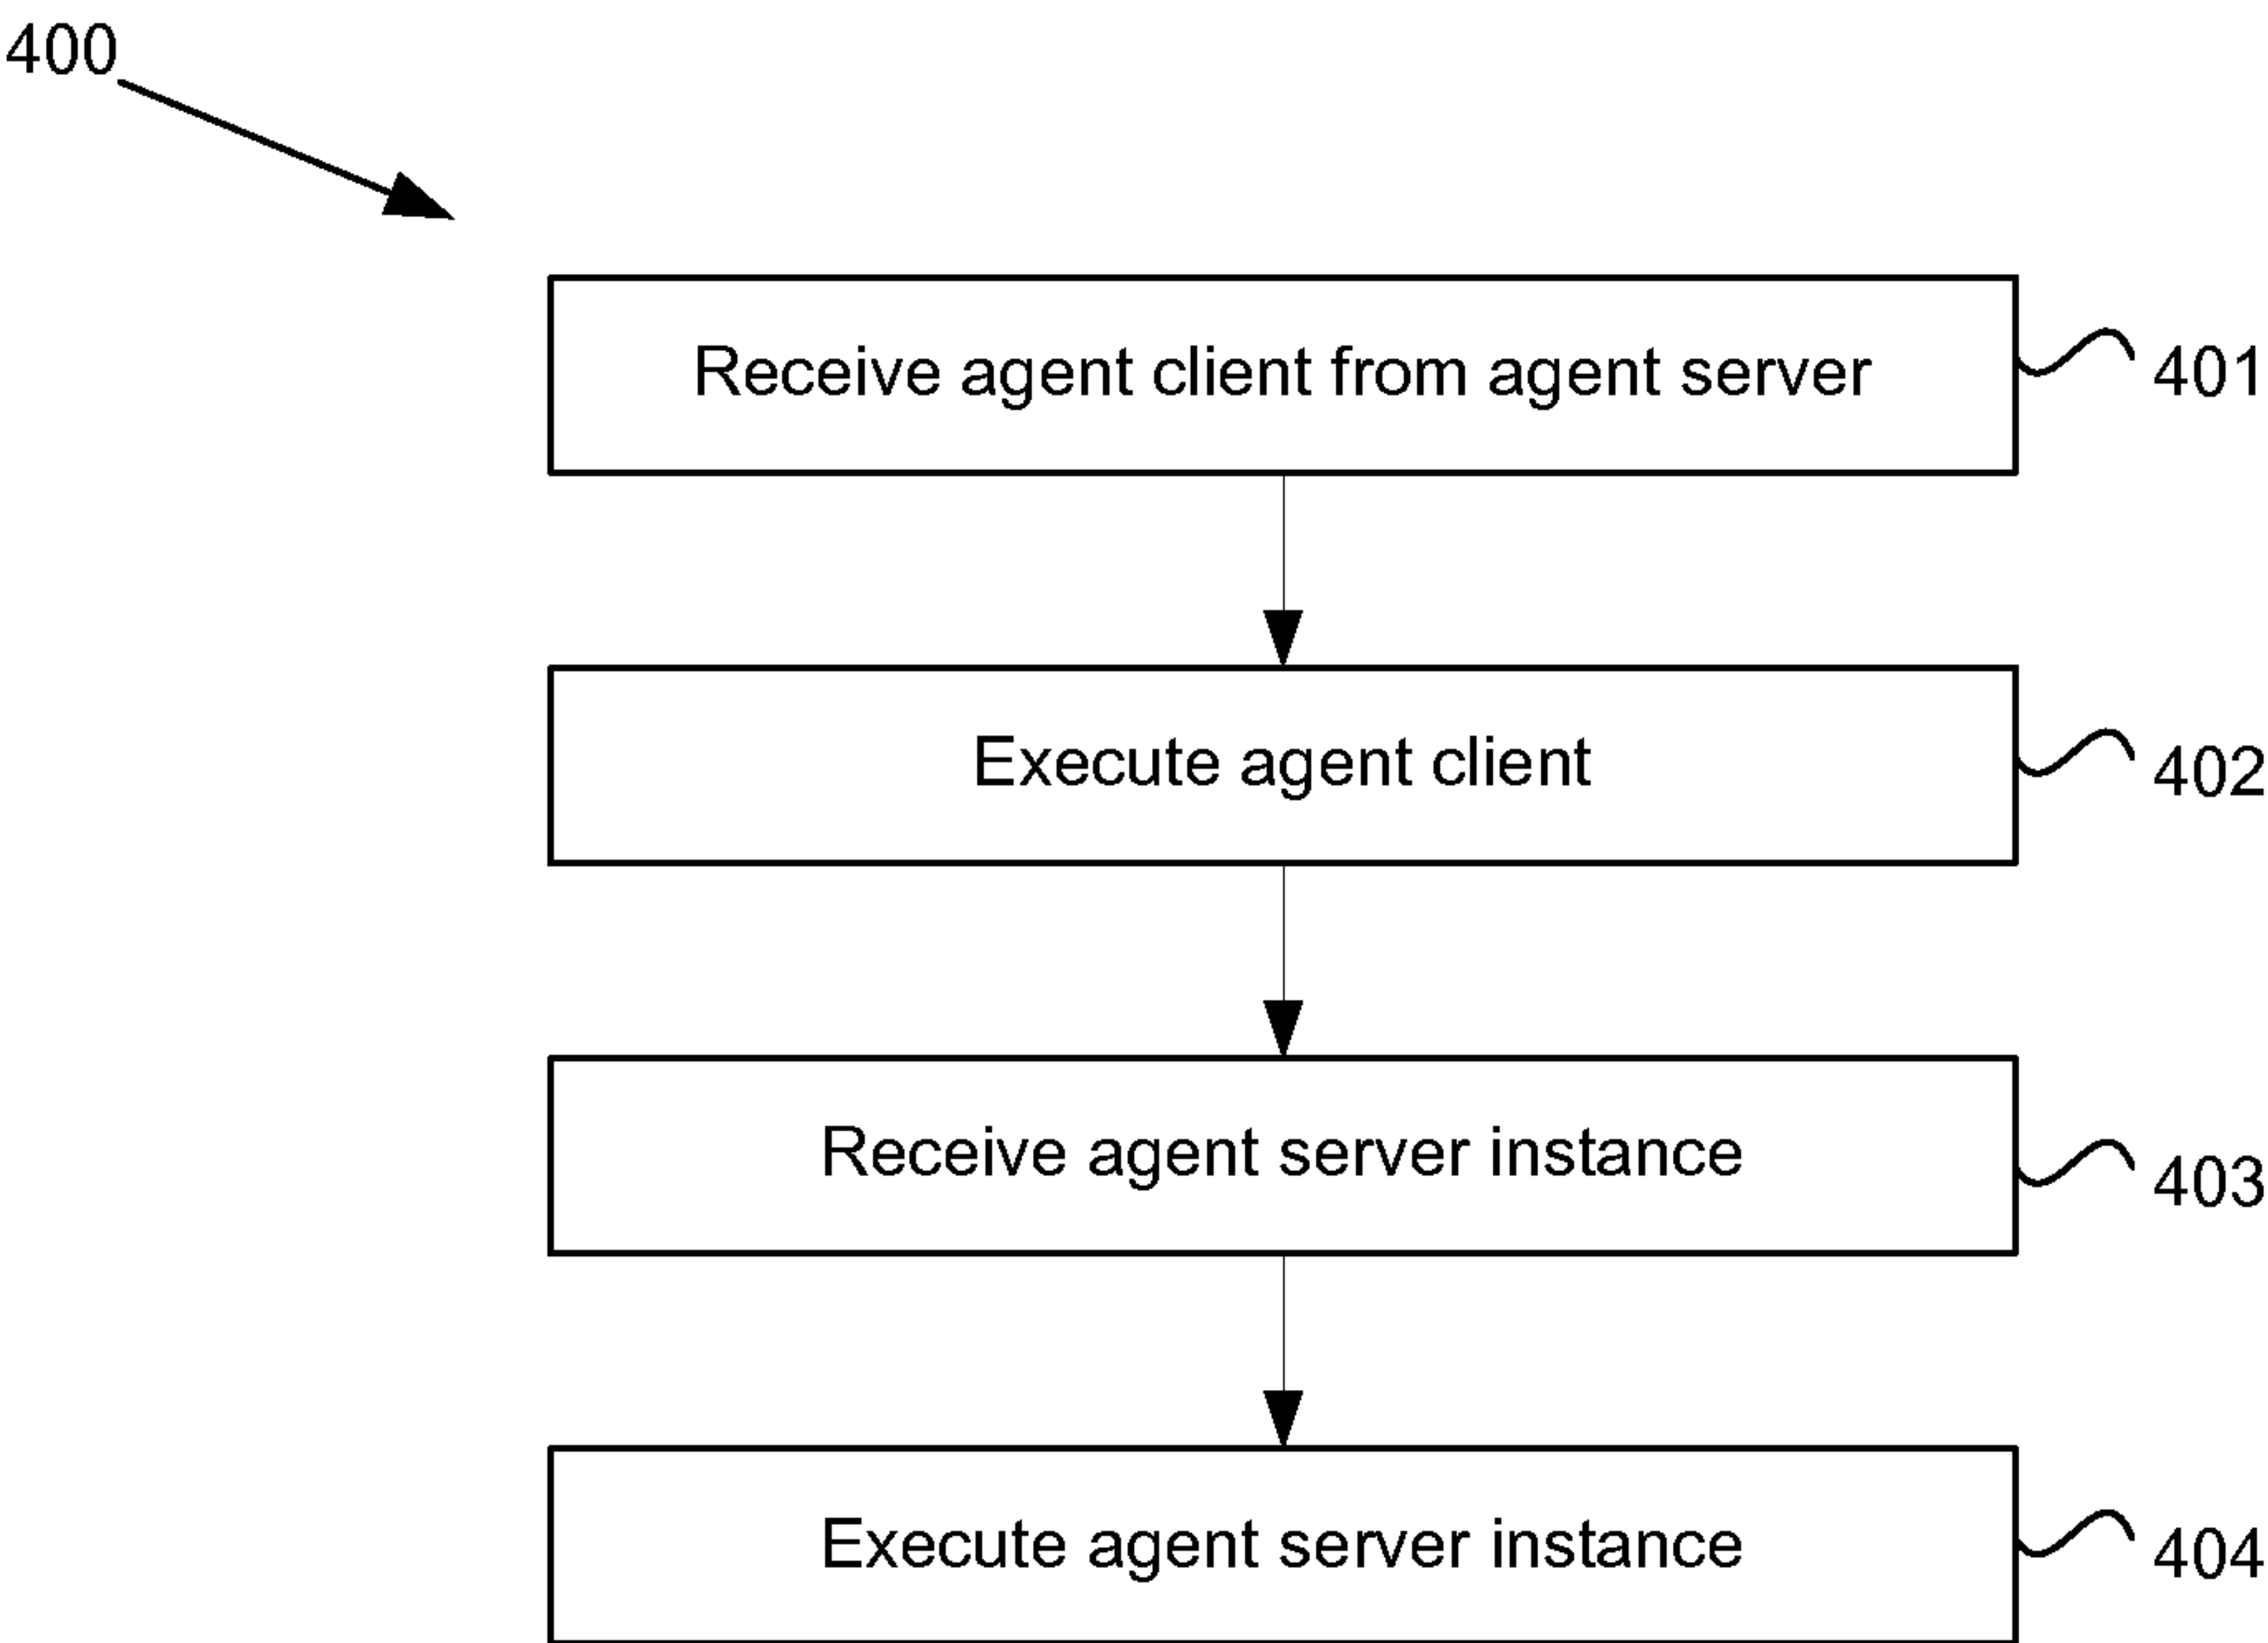 400
Receive agent client from agent server
401
Execute agent client
402
Receive agent server instance
403
Execute agent server instance
404